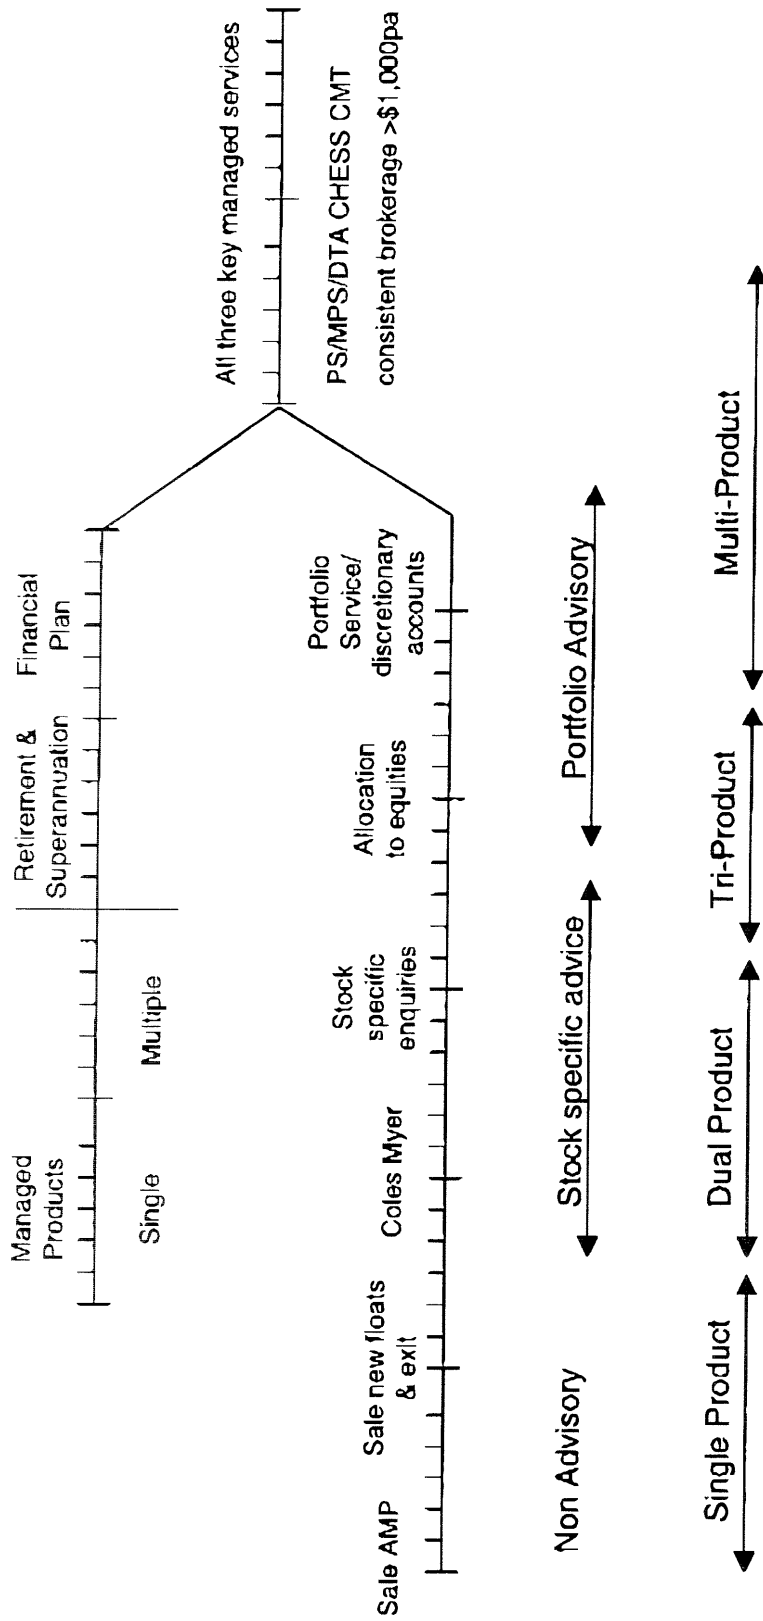 Managed
Products
Retirement &
Superannuation
Financial
Plan
Single
Multiple
All three key managed services
PS/MPS/DTA CHESS CMT
consistent brokerage >$1,000pa
Sale AMP
Sale new floats
& exit
Coles Myer
Stock
specific
enquiries
Allocation
to equities
Portfolio
Service/
discretionary
accounts
Non Advisory
Stock specific advice
Portfolio Advisory
Single Product
Dual Product
Tri-Product
Multi-Product